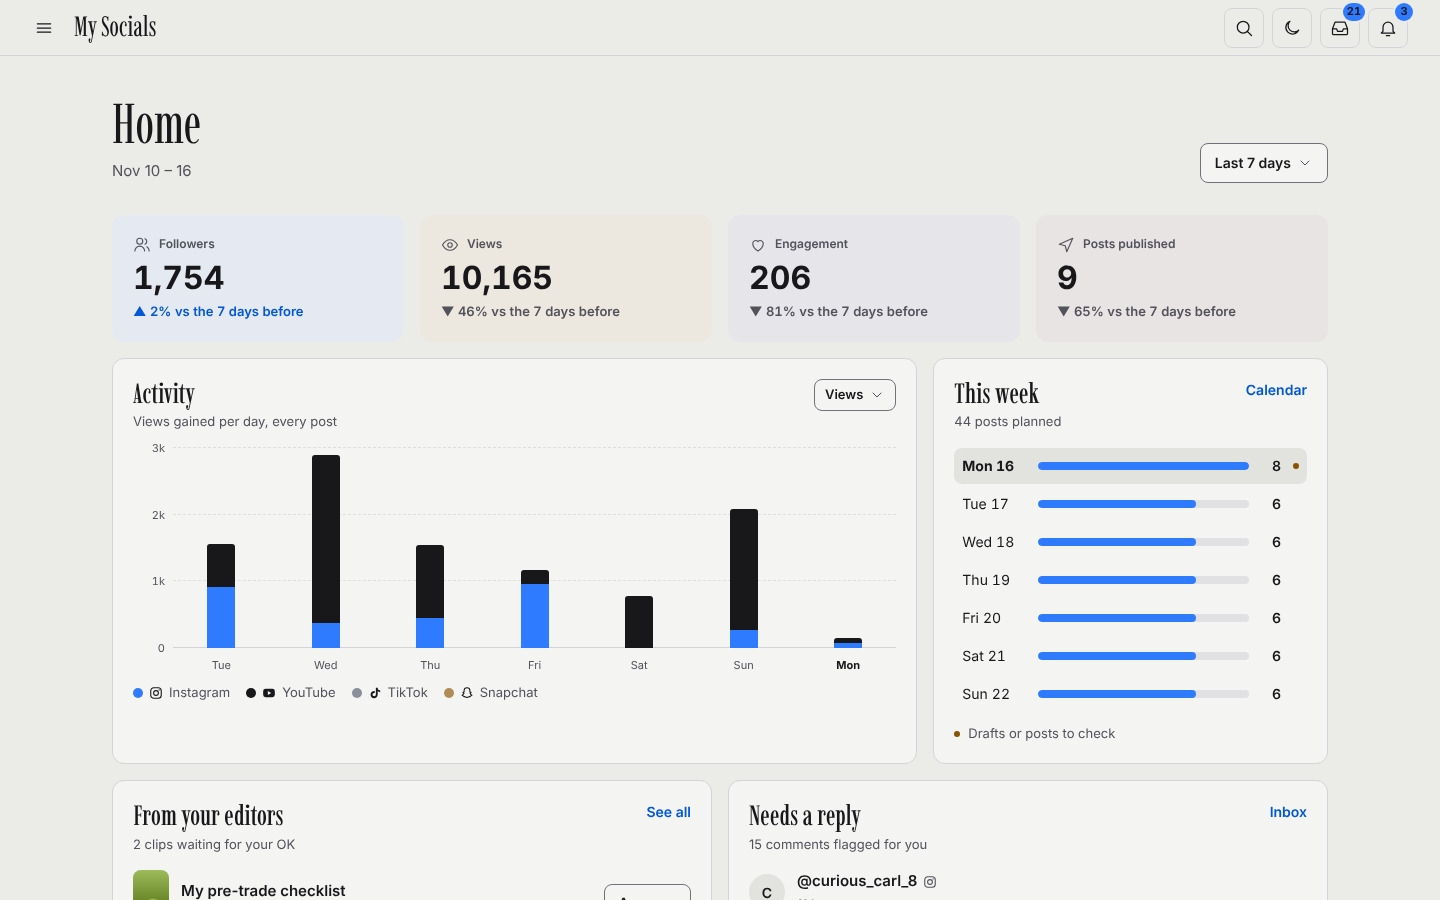 My Socials
21
3
Home
Nov 10 – 16
Last 7 days
Followers
1,754
▲ 2% vs the 7 days before
Views
10,165
▼ 46% vs the 7 days before
Engagement
206
▼ 81% vs the 7 days before
Posts published
9
▼ 65% vs the 7 days before
Activity
Views
Views gained per day, every post
3k
2k
1k
0
Tue
Wed
Thu
Fri
Sat
Sun
Mon
Instagram
YouTube
TikTok
Snapchat
This week
Calendar
44 posts planned
Mon 16 8
Tue 17 6
Wed 18 6
Thu 19 6
Fri 20 6
Sat 21 6
Sun 22 6
Drafts or posts to check
From your editors
See all
2 clips waiting for your OK
My pre-trade checklist
Needs a reply
Inbox
15 comments flagged for you
C
@curious_carl_8